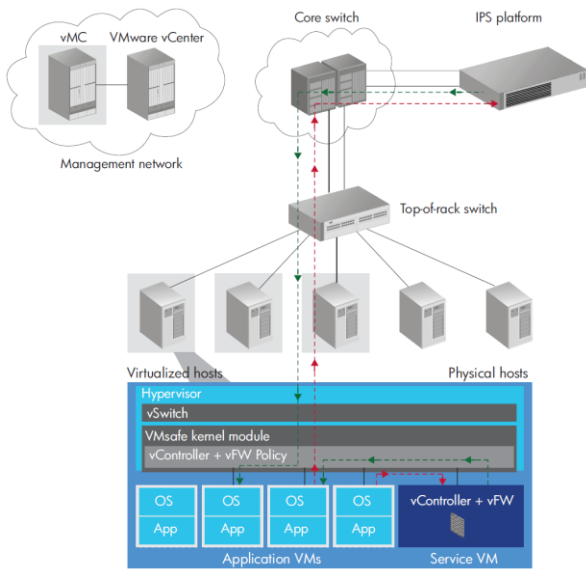 vMC
VMware vCenter
Management network
Core switch
IPS platform
Top-of-rack switch
Virtualized hosts
Physical hosts
Hypervisor
vSwitch
VMsafe kernel module
vController + vFW Policy
OS
OS
OS
OS
vController + vFW
App
App
App
App
Application VMs
Service VM